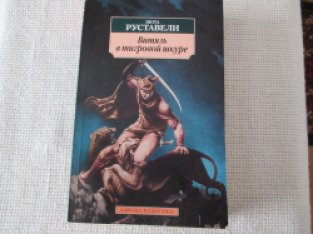 ШОТА
РУСТАВЕЛИ
Витязь
в тигровой шкуре
АЗБУКА-КЛАССИКА